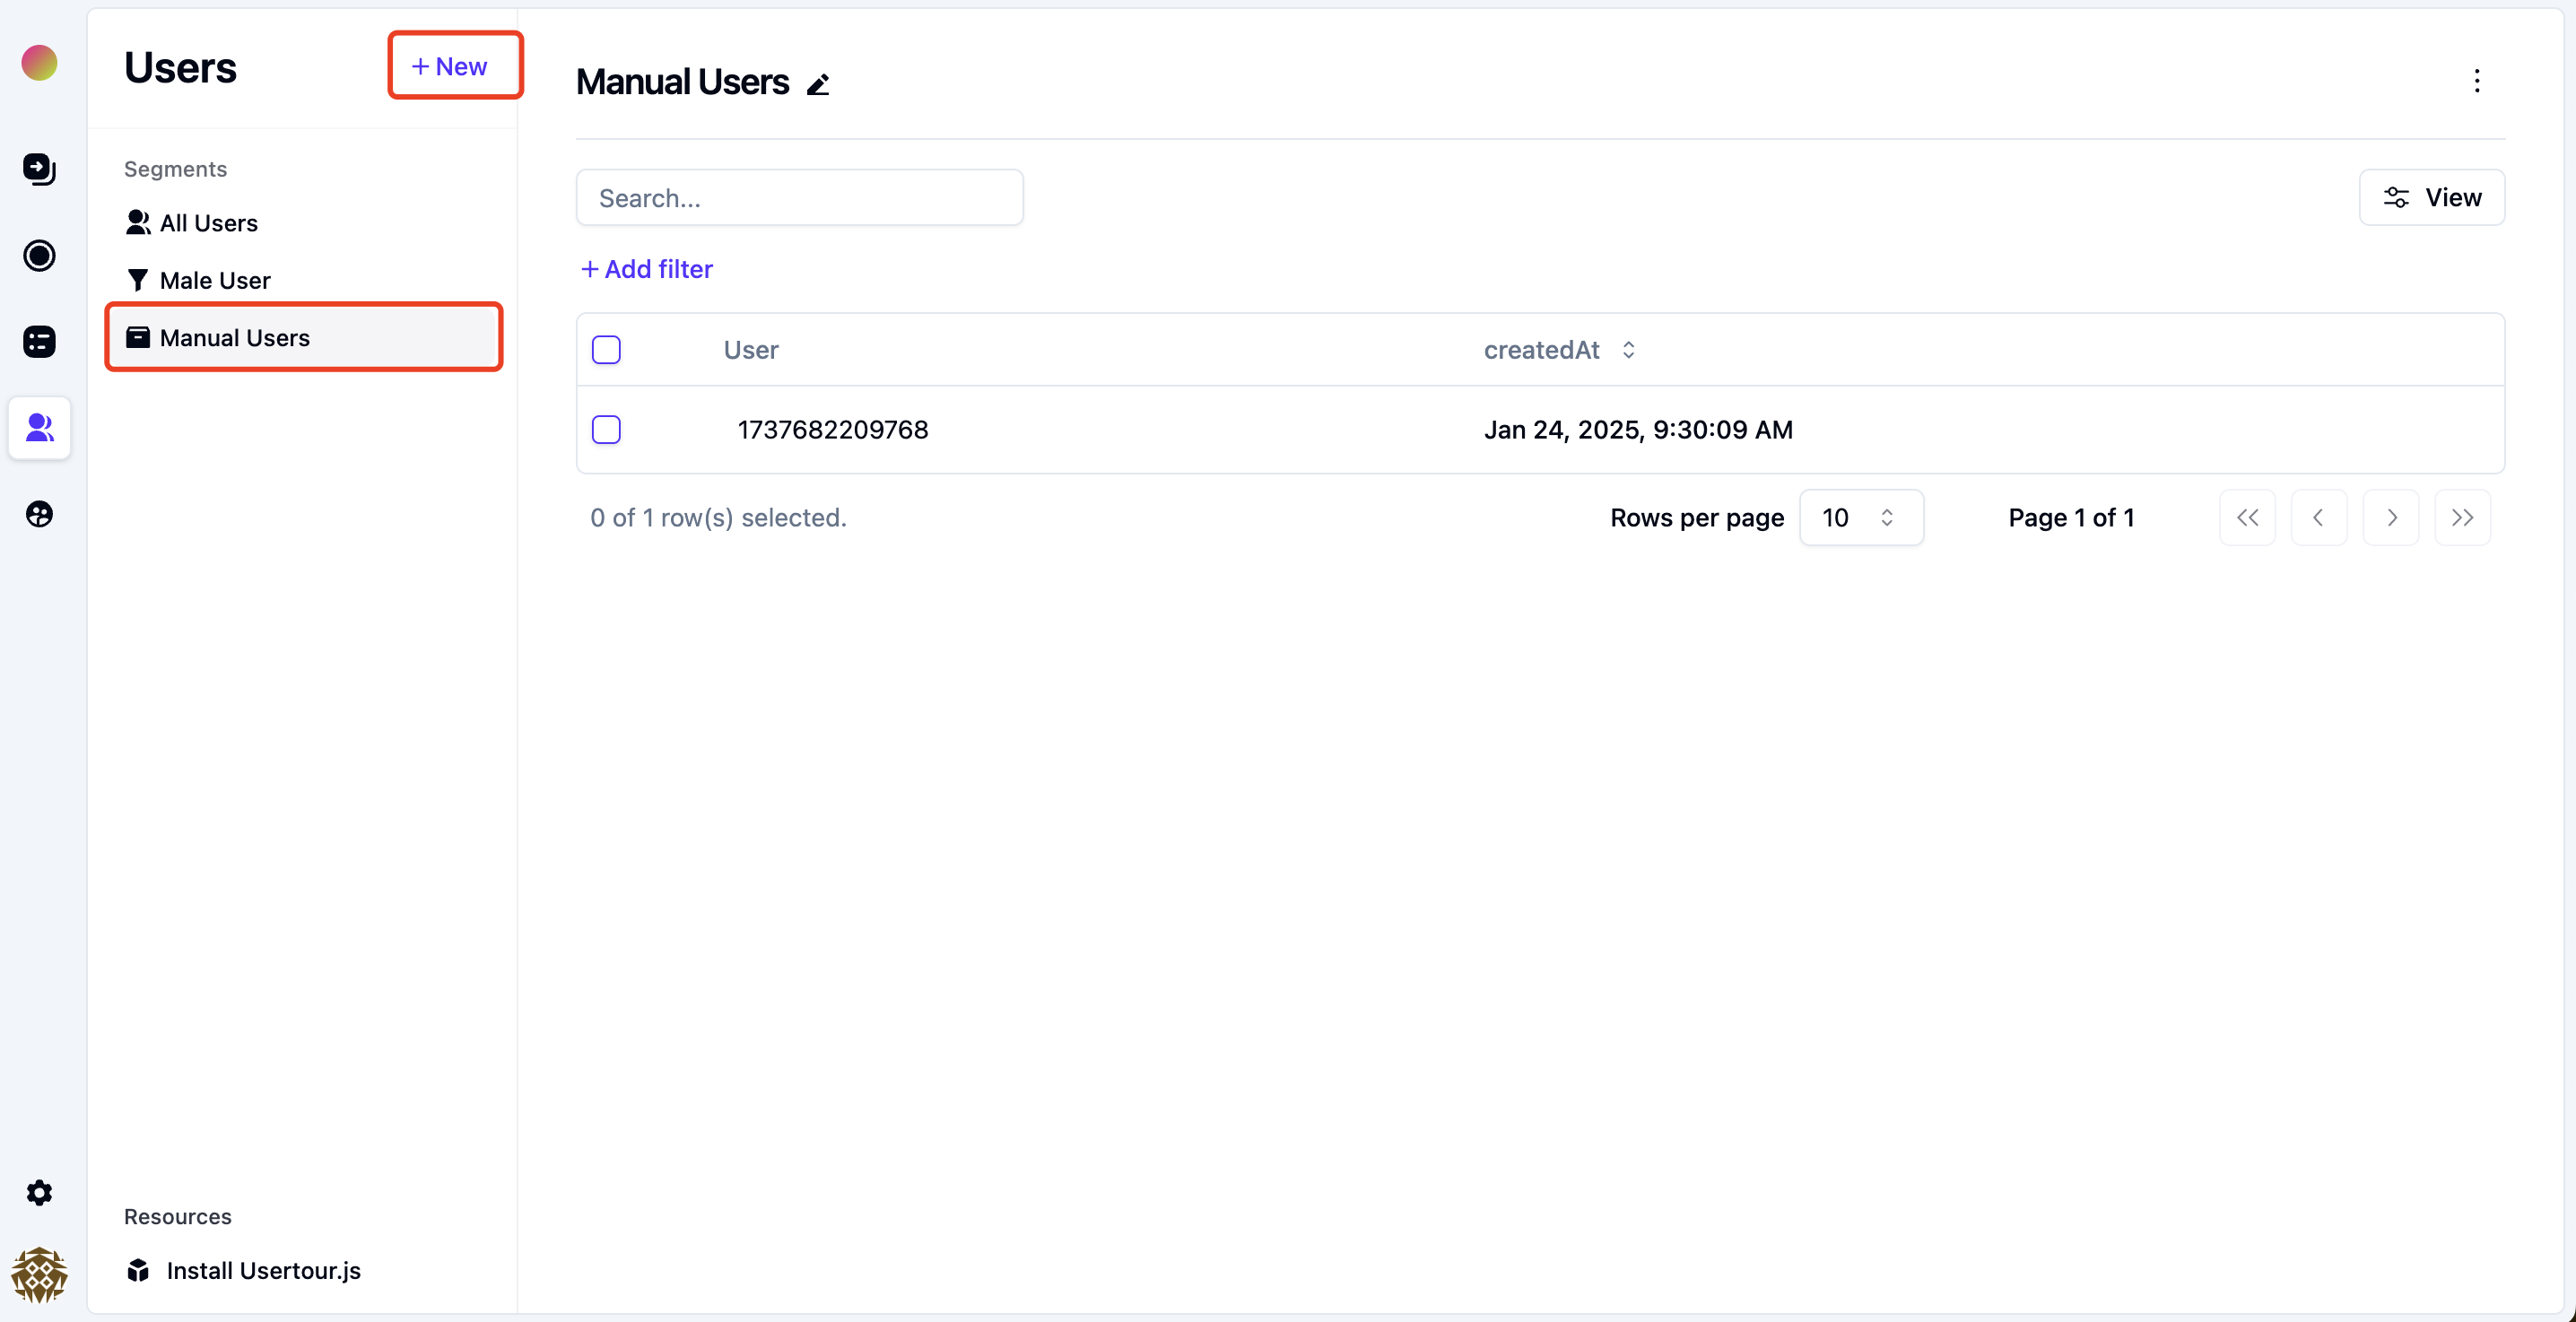 Users
+ New
Segments
All Users
Male User
Manual Users
Resources
Install Usertour.js
Manual Users
Search...
View
+ Add filter
User createdAt
1737682209768 Jan 24, 2025, 9:30:09 AM
0 of 1 row(s) selected. Rows per page 10 Page 1 of 1